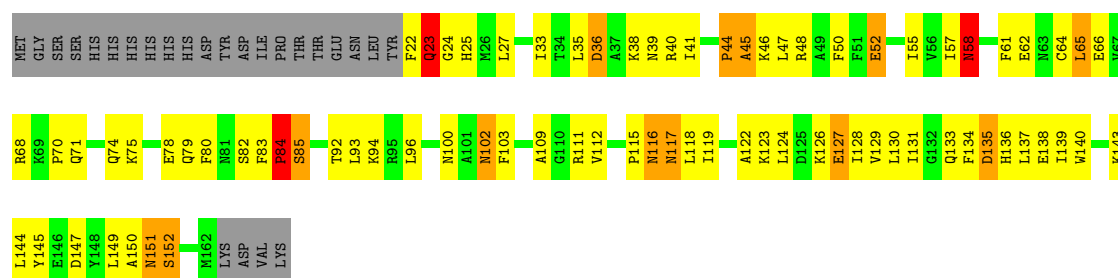 MET GLY SER SER HIS HIS HIS HIS HIS HIS ASP TYR ASP ILE PRO THR THR GLU ASN LEU TYR F22 Q23 G24 H25 M26 L27 I33 T34 L35 D36 A37 K38 N39 R40 I41 P44 A45 K46 L47 R48 A49 F50 F51 E52 I55 V56 I57 N58 F61 E62 N63 C64 L65 E66 V67
R68 K69 P70 Q71 Q74 K75 E78 Q79 F80 N81 S82 F83 P84 S85 T92 L93 K94 R95 L96 N100 A101 N102 F103 A109 G110 R111 V112 P115 N116 N117 L118 I119 A122 K123 L124 D125 K126 E127 I128 V129 L130 I131 G132 Q133 F134 D135 H136 L137 E138 I139 W140 K143
L144 Y145 E146 D147 Y148 L149 A150 N151 S152 M162 LYS ASP VAL LYS